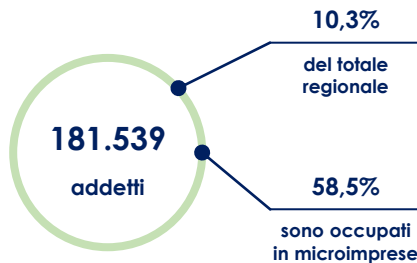 10,3%
del totale
regionale
181.539
addetti
58,5%
sono occupati
in microimprese